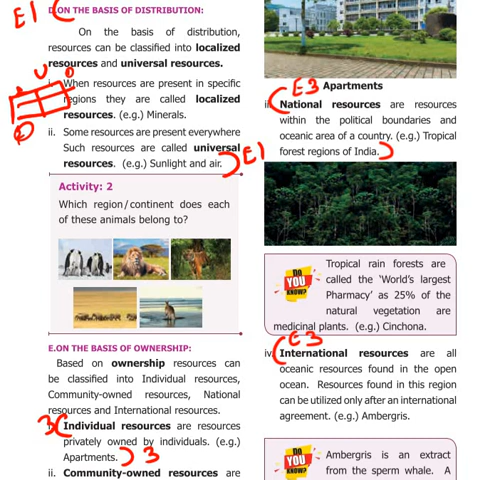 E1 (
D.ON THE BASIS OF DISTRIBUTION:
On the basis of distribution,
resources can be classified into localized
resources and universal resources.
i. When resources are present in specific
regions they are called localized
resources. (e.g.) Minerals.
ii. Some resources are present everywhere
Such resources are called universal
resources. (e.g.) Sunlight and air.
) E1
Activity: 2
Which region/continent does each
of these animals belong to?
E.ON THE BASIS OF OWNERSHIP:
Based on ownership resources can
be classified into Individual resources,
Community-owned resources, National
resources and International resources.
3(
i. Individual resources are resources
privately owned by individuals. (e.g.)
Apartments.
) 3
ii. Community-owned resources are
Apartments
( E3
National resources are resources
within the political boundaries and
oceanic area of a country. (e.g.) Tropical
forest regions of India.
)
DO
YOU
KNOW?
Tropical rain forests are
called the 'World's largest
Pharmacy' as 25% of the
natural vegetation are
medicinal plants. (e.g.) Cinchona.
( E3
iv. International resources are all
oceanic resources found in the open
ocean. Resources found in this region
can be utilized only after an international
agreement. (e.g.) Ambergris.
DO
YOU
KNOW?
Ambergris is an extract
from the sperm whale. A